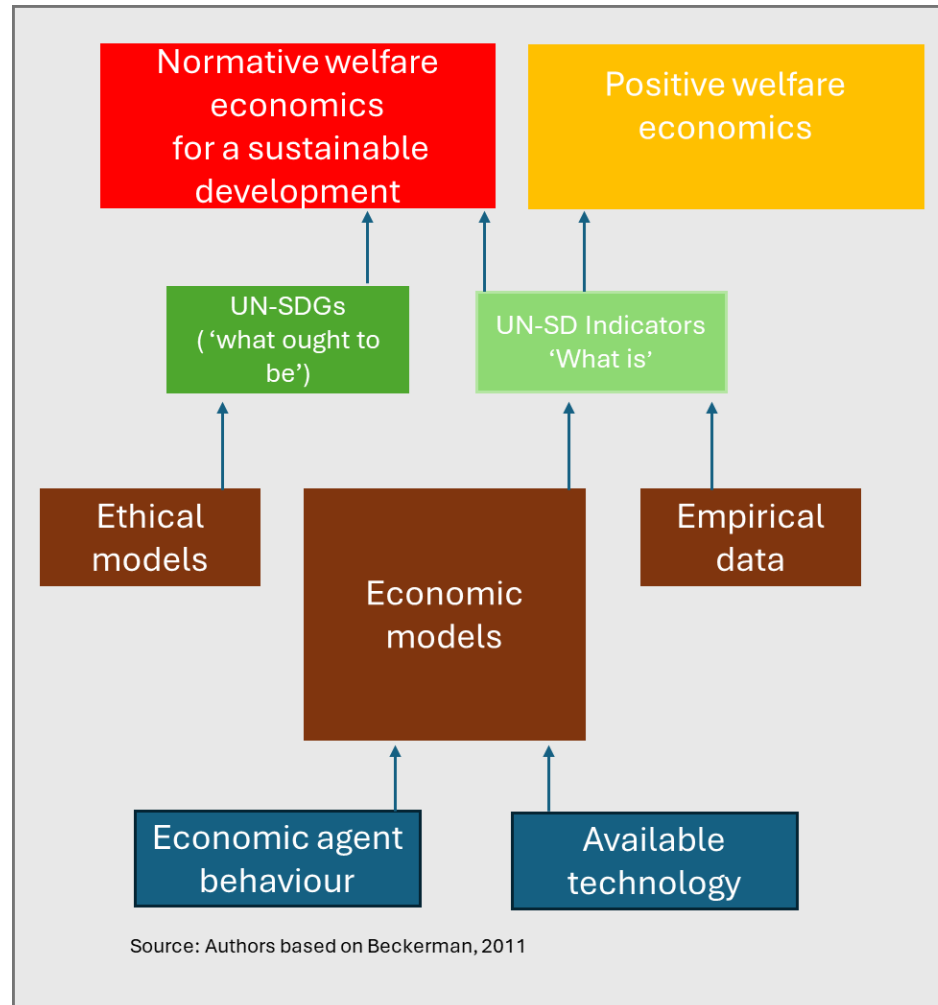 Normative welfare
economics
for a sustainable
development
Positive welfare
economics
UN-SDGs
( ‘what ought to
be’)
UN-SD Indicators
‘What is’
Ethical
models
Economic
models
Empirical
data
Economic agent
behaviour
Available
technology
Source: Authors based on Beckerman, 2011